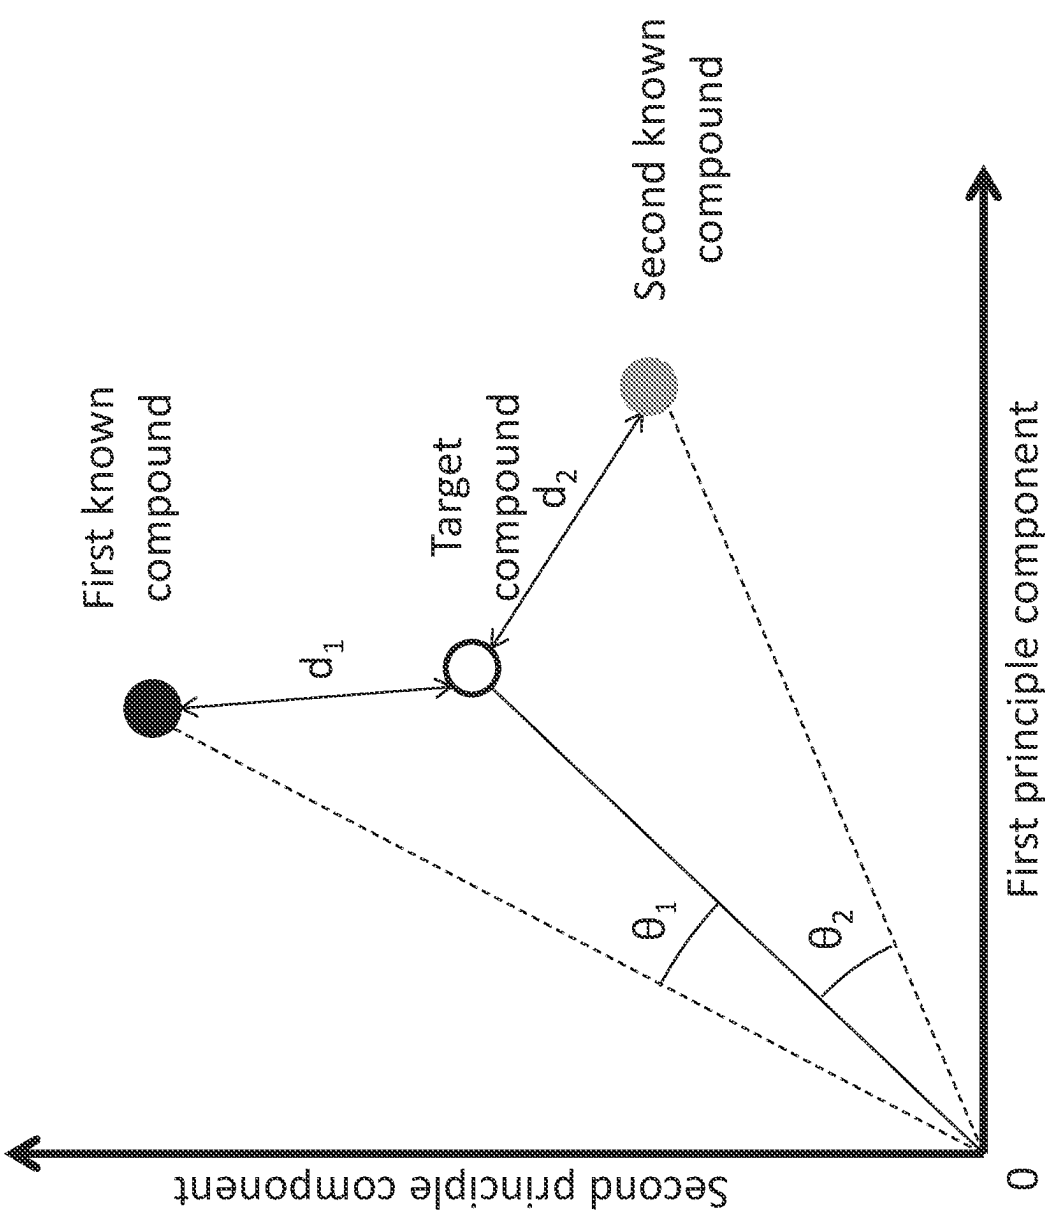 First known
compound
d1
Target
compound
d2
Second known
compound
θ1
θ2
Second principle component
First principle component
0